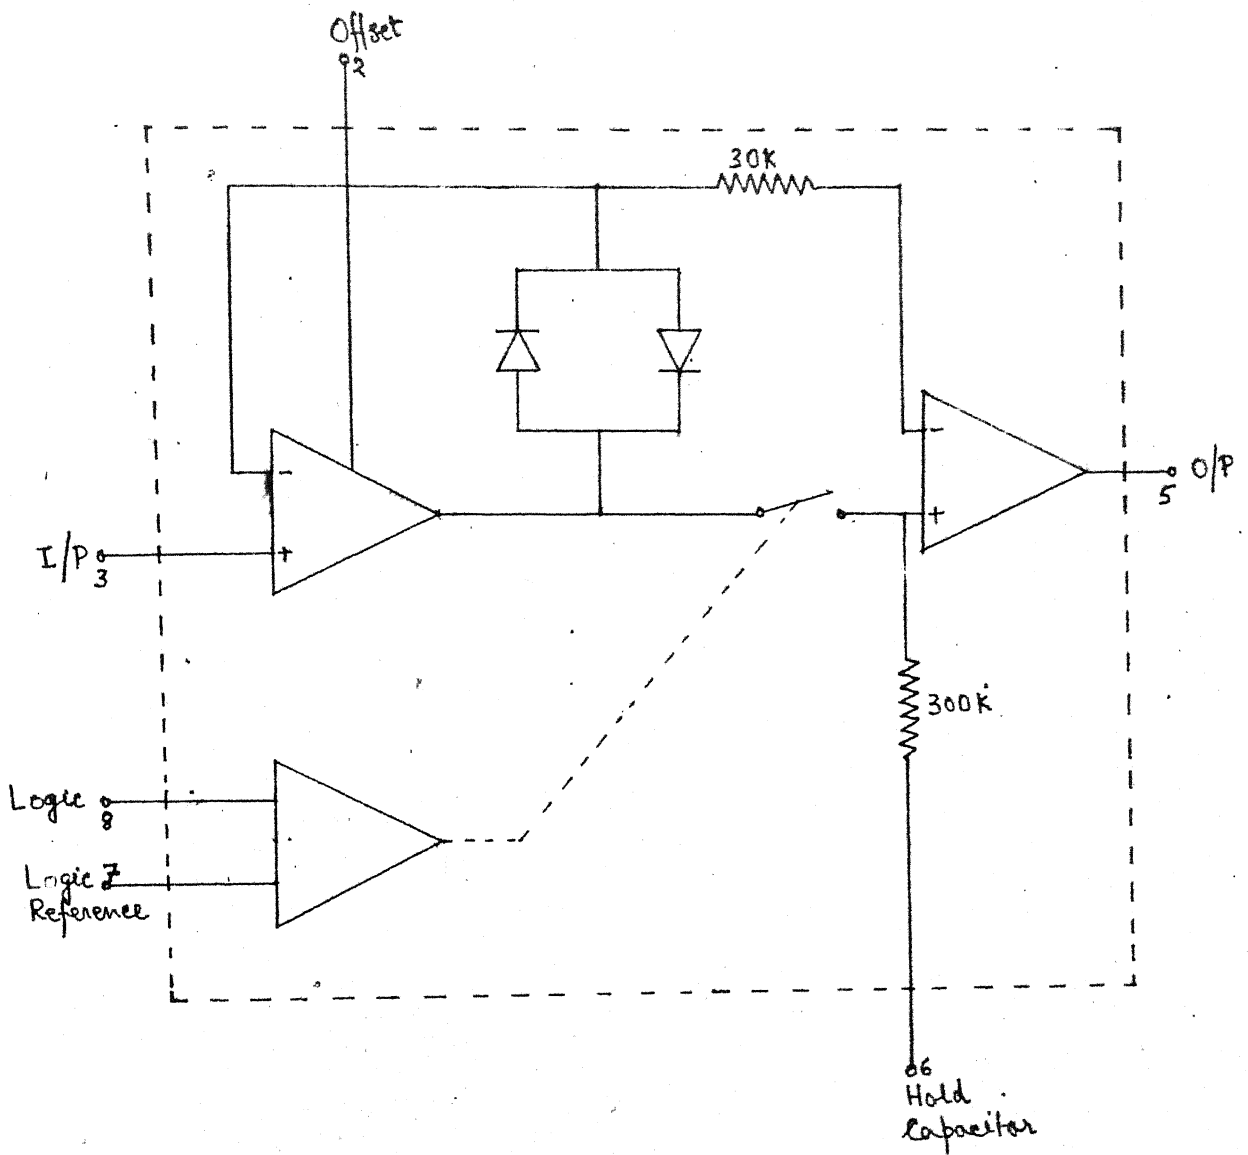 Offset
2
30K
-
+
I/P
3
-
+
O/P
5
300K
Logic
8
Logic 7
Reference
6
Hold
Capacitor